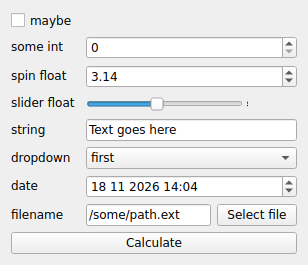 maybe
some int 0
spin float 3.14
slider float
string Text goes here
dropdown first
date 18 11 2026 14:04
filename /some/path.ext Select file
Calculate